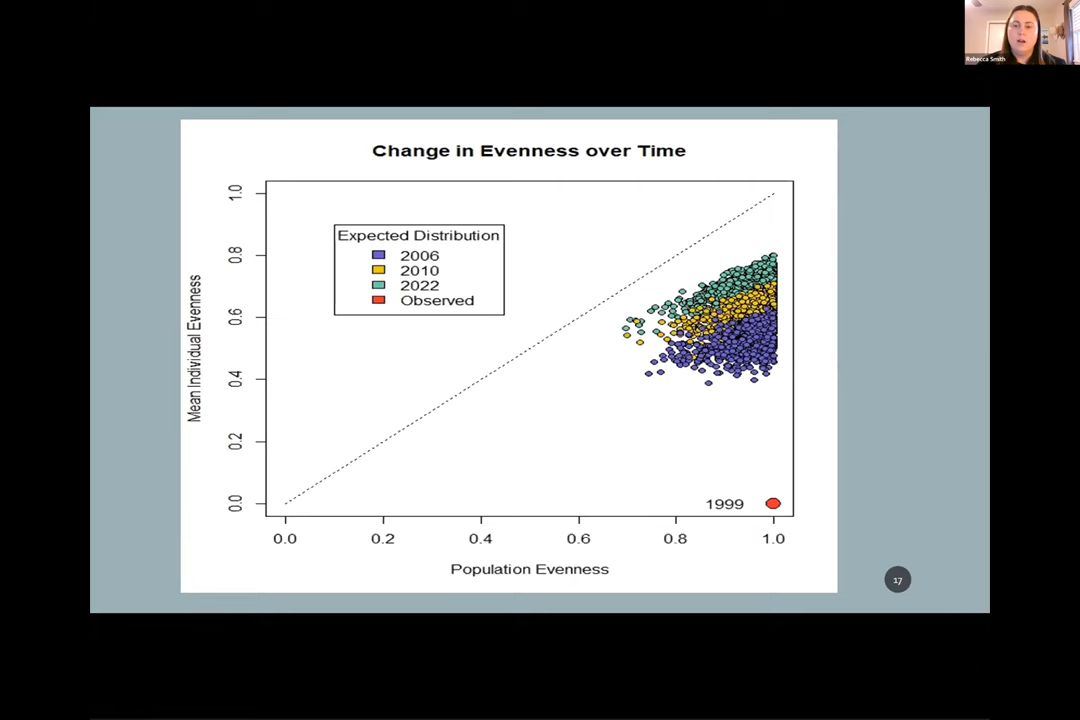 Rebecca Smith
Change in Evenness over Time
Mean Individual Evenness
1.0
0.8
0.6
0.4
0.2
0.0
Expected Distribution
2006
2010
2022
Observed
1999
0.0 0.2 0.4 0.6 0.8 1.0
Population Evenness
17